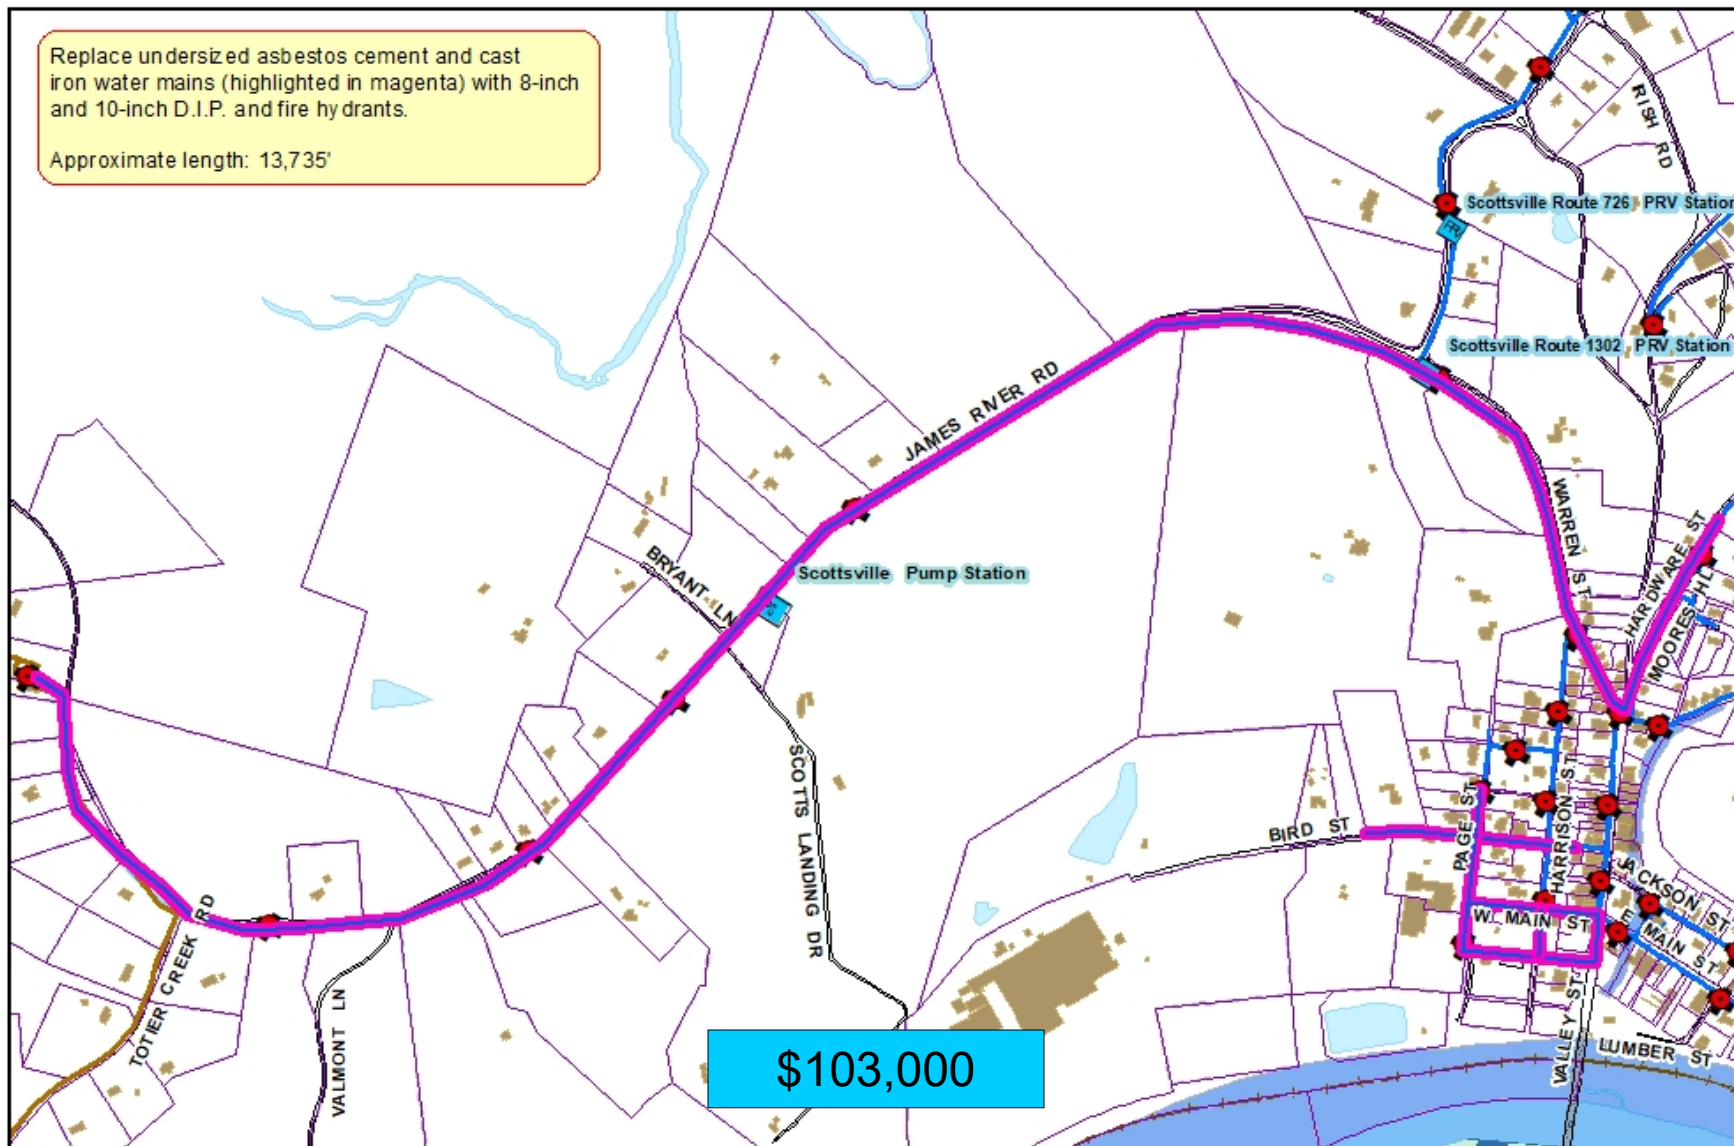 Replace undersized asbestos cement and cast
iron water mains (highlighted in magenta) with 8-inch
and 10-inch D.I.P. and fire hydrants.
Approximate length: 13,735'
RISH RD
Scottsville Route 726 PRV Station
Scottsville Route 1302 PRV Station
JAMES RIVER RD
WARREN ST
HARDWARE ST
MOORES HL
BRYANT LN
Scottsville Pump Station
SCOTTS LANDING DR
BIRD ST
PAGE ST
HARRISON ST
JACKSON ST
W MAIN ST
E MAIN ST
TOTIER CREEK RD
VALMONT LN
VALLEY ST
LUMBER ST
$103,000